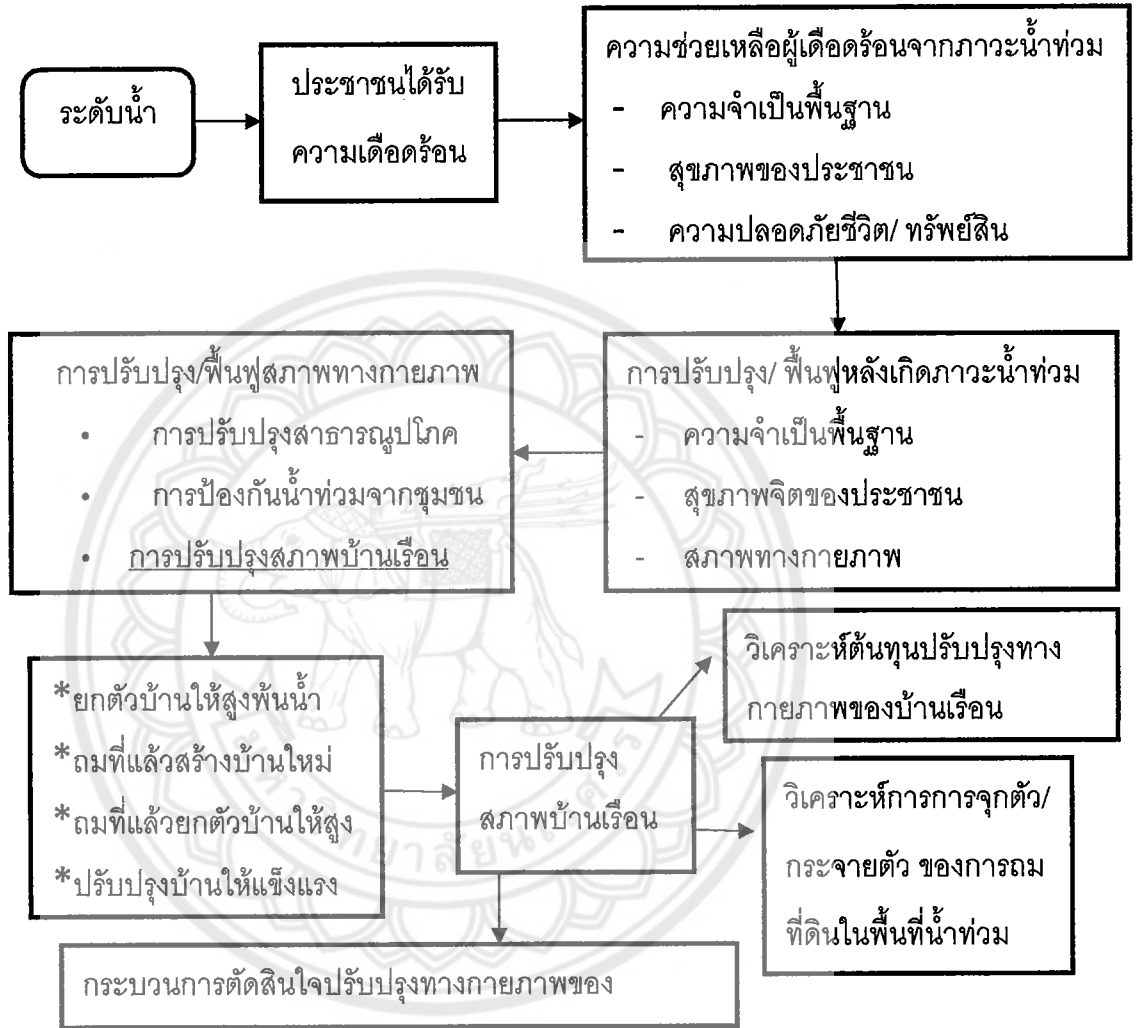 ระดับน้ำ
ประชาชนได้รับ
ความเดือดร้อน
ความช่วยเหลือผู้เดือดร้อนจากภาวะน้ำท่วม
- ความจำเป็นพื้นฐาน
- สุขภาพของประชาชน
- ความปลอดภัยชีวิต/ ทรัพย์สิน
การปรับปรุง/ ฟื้นฟูหลังเกิดภาวะน้ำท่วม
- ความจำเป็นพื้นฐาน
- สุขภาพจิตของประชาชน
- สภาพทางกายภาพ
การปรับปรุง/ฟื้นฟูสภาพทางกายภาพ
• การปรับปรุงสาธารณูปโภค
• การป้องกันน้ำท่วมจากชุมชน
• การปรับปรุงสภาพบ้านเรือน
*ยกตัวบ้านให้สูงพ้นน้ำ
*ถมที่แล้วสร้างบ้านใหม่
*ถมที่แล้วยกตัวบ้านให้สูง
*ปรับปรุงบ้านให้แข็งแรง
การปรับปรุง
สภาพบ้านเรือน
วิเคราะห์ต้นทุนปรับปรุงทาง
กายภาพของบ้านเรือน
วิเคราะห์การการจุกตัว/
กระจายตัว ของการถม
ที่ดินในพื้นที่น้ำท่วม
กระบวนการตัดสินใจปรับปรุงทางกายภาพของ